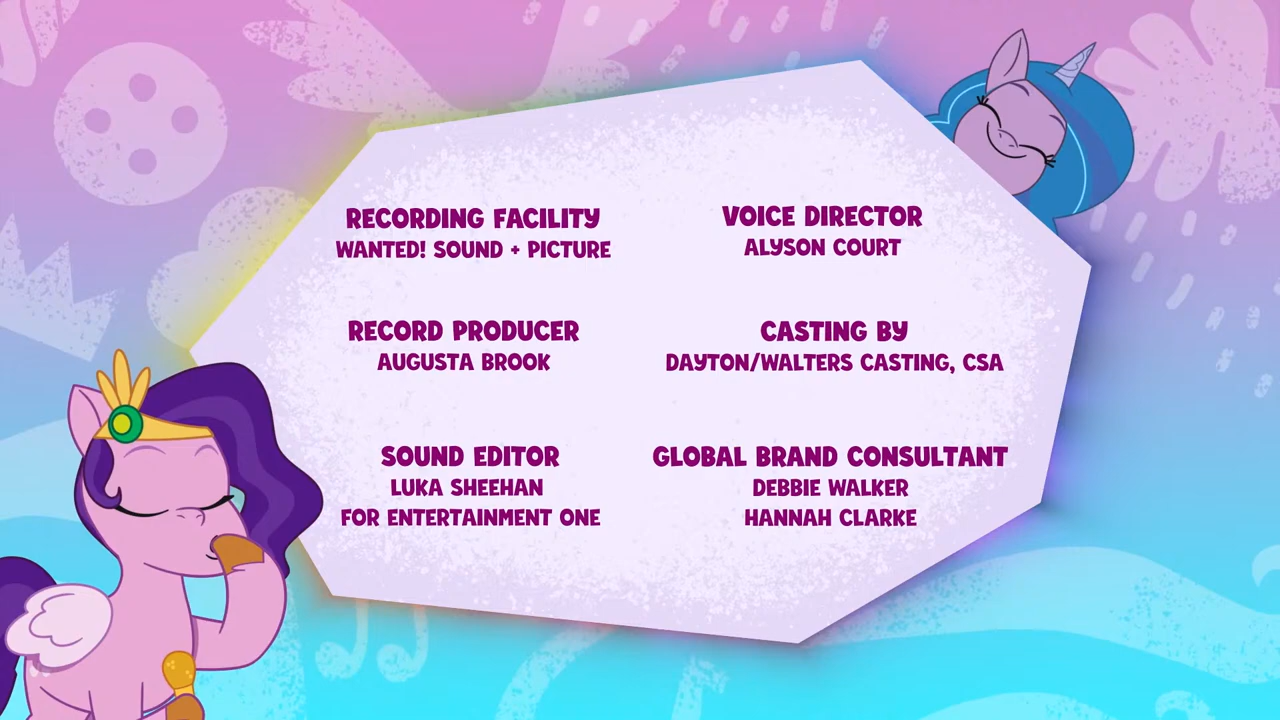 RECORDING FACILITY
WANTED! SOUND + PICTURE
VOICE DIRECTOR
ALYSON COURT
RECORD PRODUCER
AUGUSTA BROOK
CASTING BY
DAYTON/WALTERS CASTING, CSA
SOUND EDITOR
LUKA SHEEHAN
FOR ENTERTAINMENT ONE
GLOBAL BRAND CONSULTANT
DEBBIE WALKER
HANNAH CLARKE